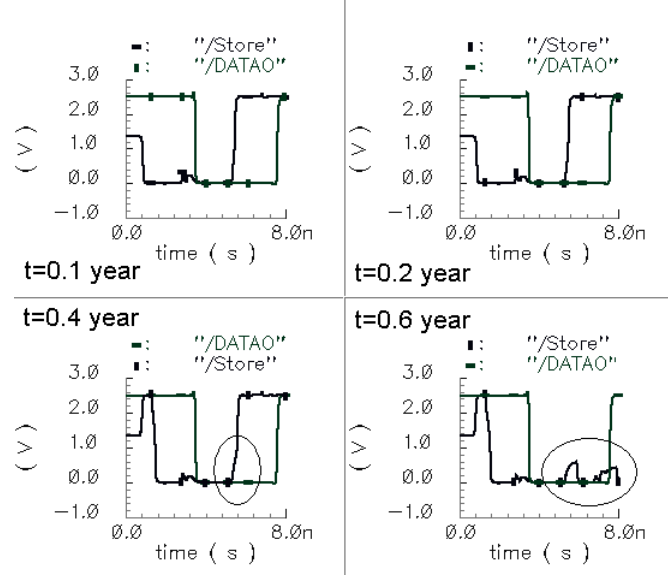 "/Store"
"/DATAO"
3.0
2.0
1.0
0.0
-1.0
(V)
0.0 8.0n
time ( s )
t=0.1 year
"/Store"
"/DATAO"
3.0
2.0
1.0
0.0
-1.0
(V)
0.0 8.0n
time ( s )
t=0.2 year
t=0.4 year
"/DATAO"
"/Store"
3.0
2.0
1.0
0.0
-1.0
(V)
0.0 8.0n
time ( s )
t=0.6 year
"/Store"
"/DATAO"
3.0
2.0
1.0
0.0
-1.0
(V)
0.0 8.0n
time ( s )